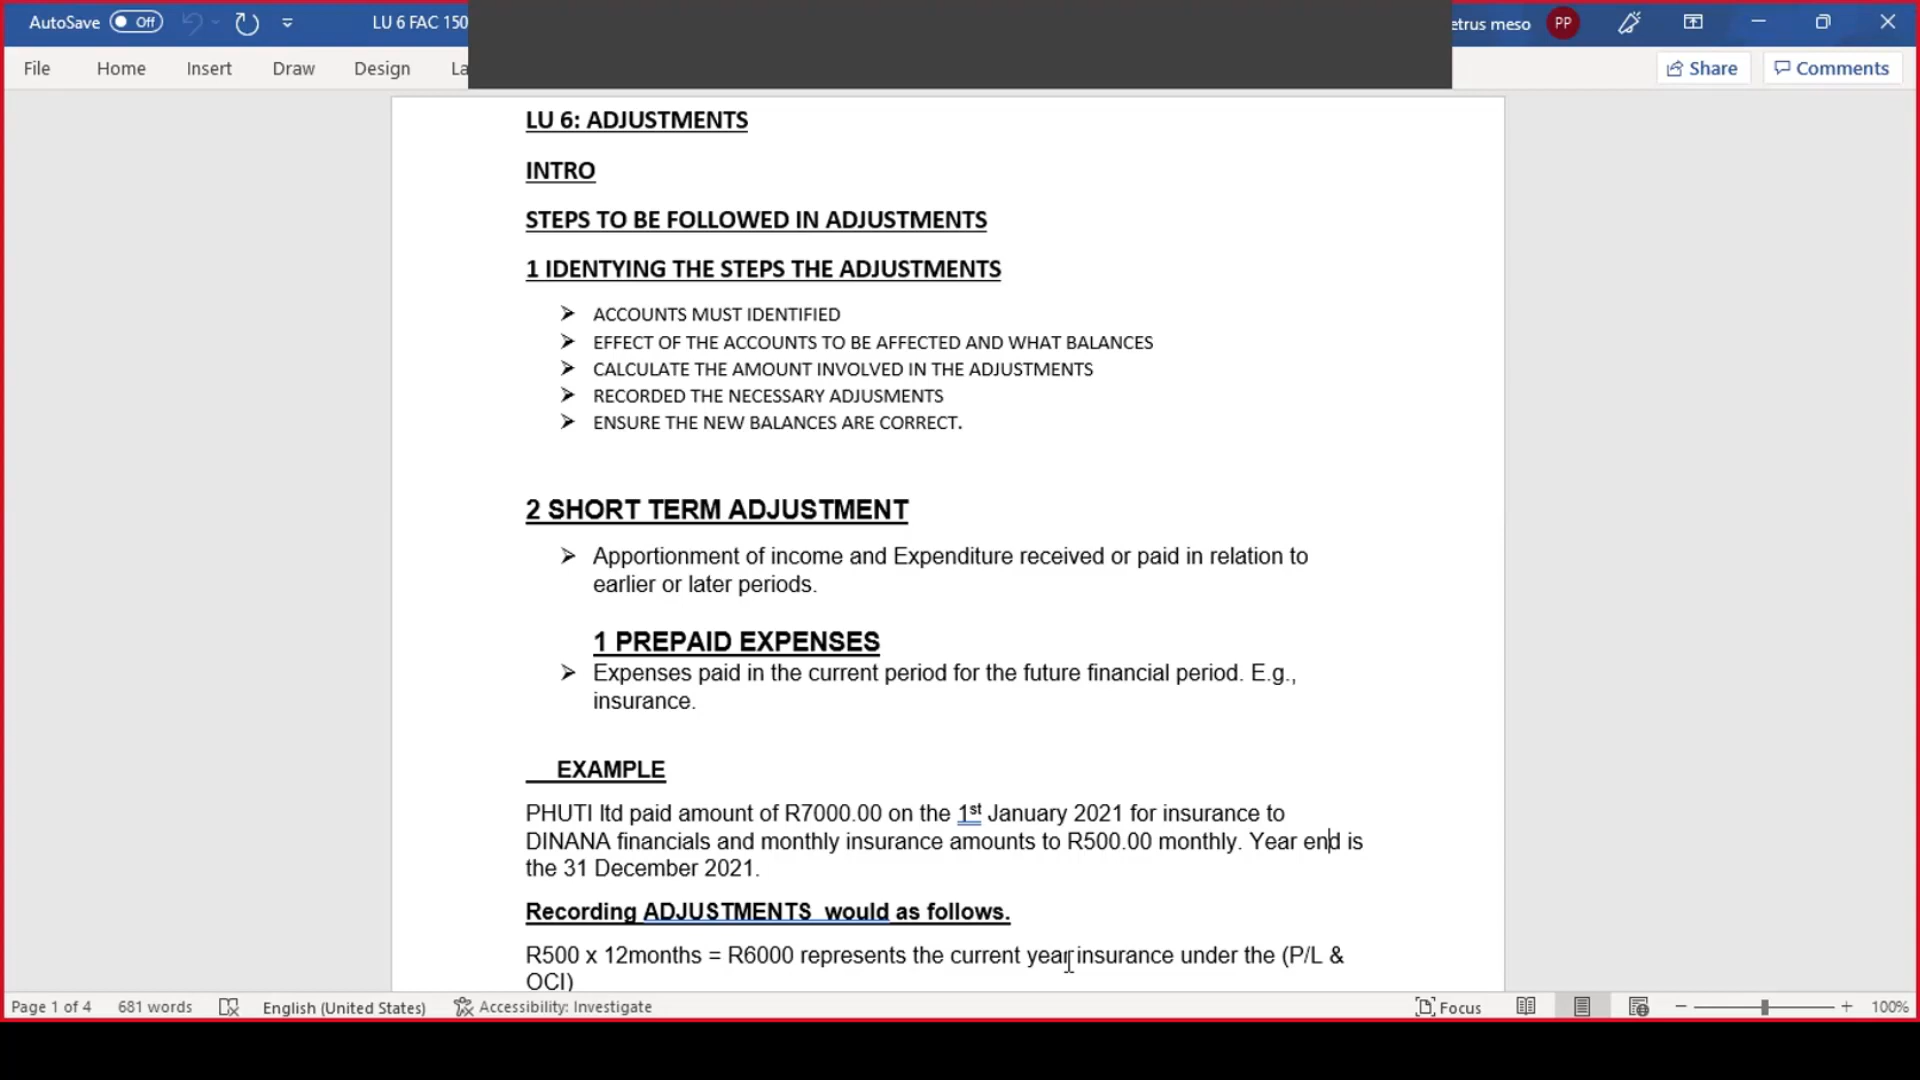 AutoSave Off LU 6 FAC 150 etrus meso PP
File Home Insert Draw Design La Share Comments
LU 6: ADJUSTMENTS
INTRO
STEPS TO BE FOLLOWED IN ADJUSTMENTS
1 IDENTYING THE STEPS THE ADJUSTMENTS
➢ ACCOUNTS MUST IDENTIFIED
➢ EFFECT OF THE ACCOUNTS TO BE AFFECTED AND WHAT BALANCES
➢ CALCULATE THE AMOUNT INVOLVED IN THE ADJUSTMENTS
➢ RECORDED THE NECESSARY ADJUSMENTS
➢ ENSURE THE NEW BALANCES ARE CORRECT.
2 SHORT TERM ADJUSTMENT
➢ Apportionment of income and Expenditure received or paid in relation to
earlier or later periods.
1 PREPAID EXPENSES
➢ Expenses paid in the current period for the future financial period. E.g.,
insurance.
EXAMPLE
PHUTI ltd paid amount of R7000.00 on the 1st January 2021 for insurance to
DINANA financials and monthly insurance amounts to R500.00 monthly. Year end is
the 31 December 2021.
Recording ADJUSTMENTS would as follows.
R500 x 12months = R6000 represents the current year insurance under the (P/L &
OCI)
Page 1 of 4 681 words English (United States) Accessibility: Investigate Focus 100%